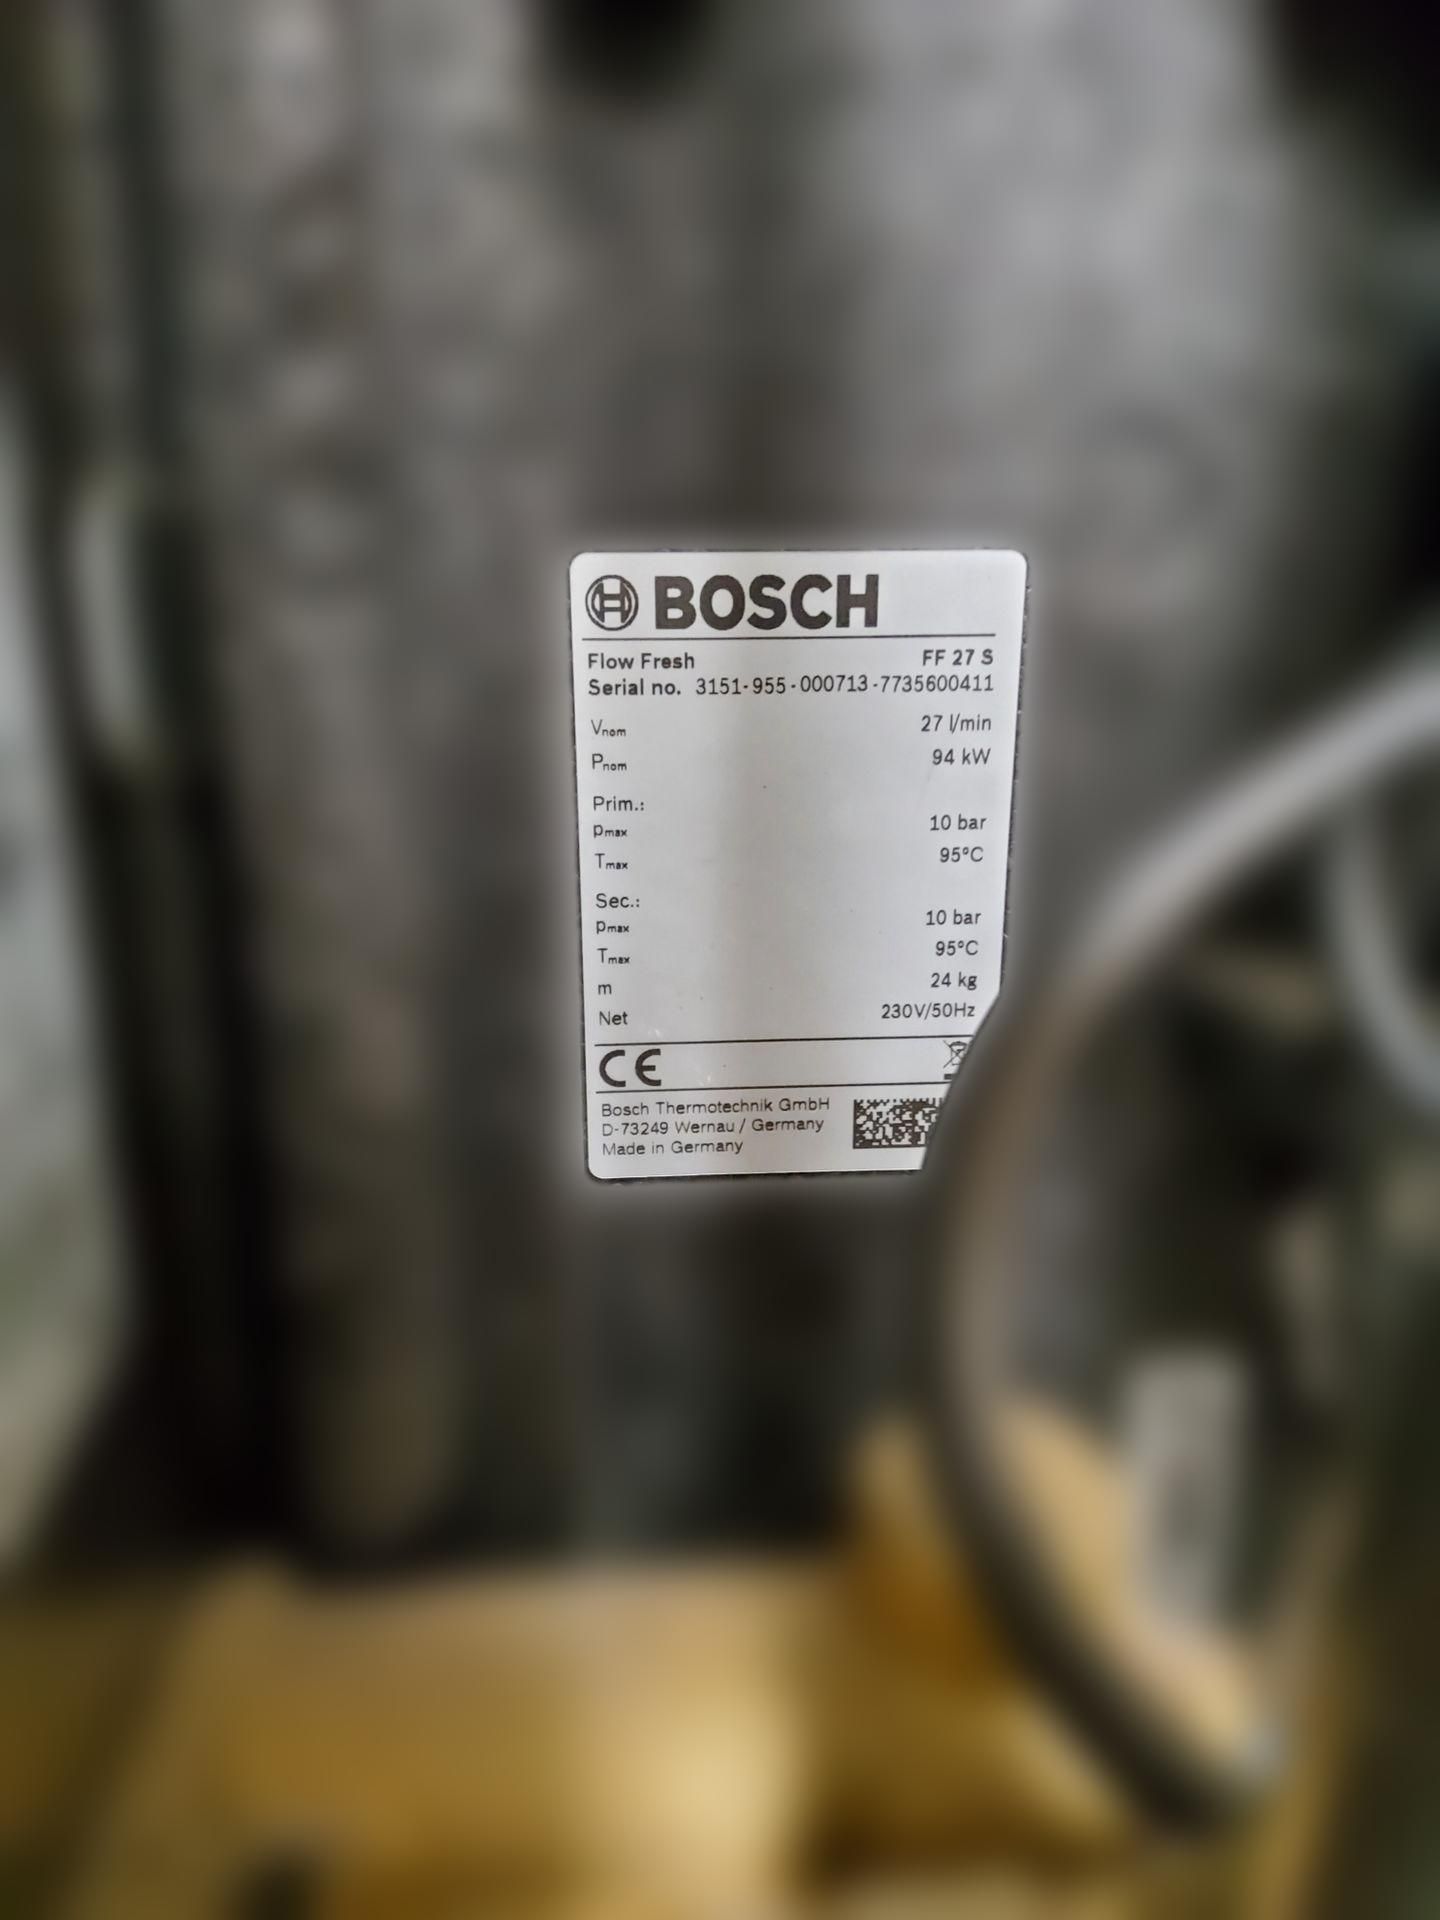 BOSCH
Flow Fresh FF 27 S
Serial no. 3151-955-000713-7735600411
Vnom 27 l/min
Pnom 94 kW
Prim.:
pmax 10 bar
Tmax 95°C
Sec.:
pmax 10 bar
Tmax 95°C
m 24 kg
Net 230V/50Hz
CE
Bosch Thermotechnik GmbH
D-73249 Wernau / Germany
Made in Germany